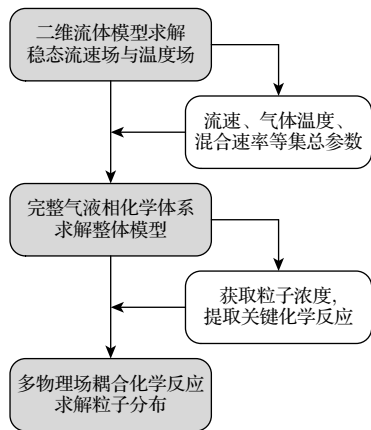 二维流体模型求解
稳态流速场与温度场
流速、气体温度、
混合速率等集总参数
完整气液相化学体系
求解整体模型
获取粒子浓度,
提取关键化学反应
多物理场耦合化学反应
求解粒子分布